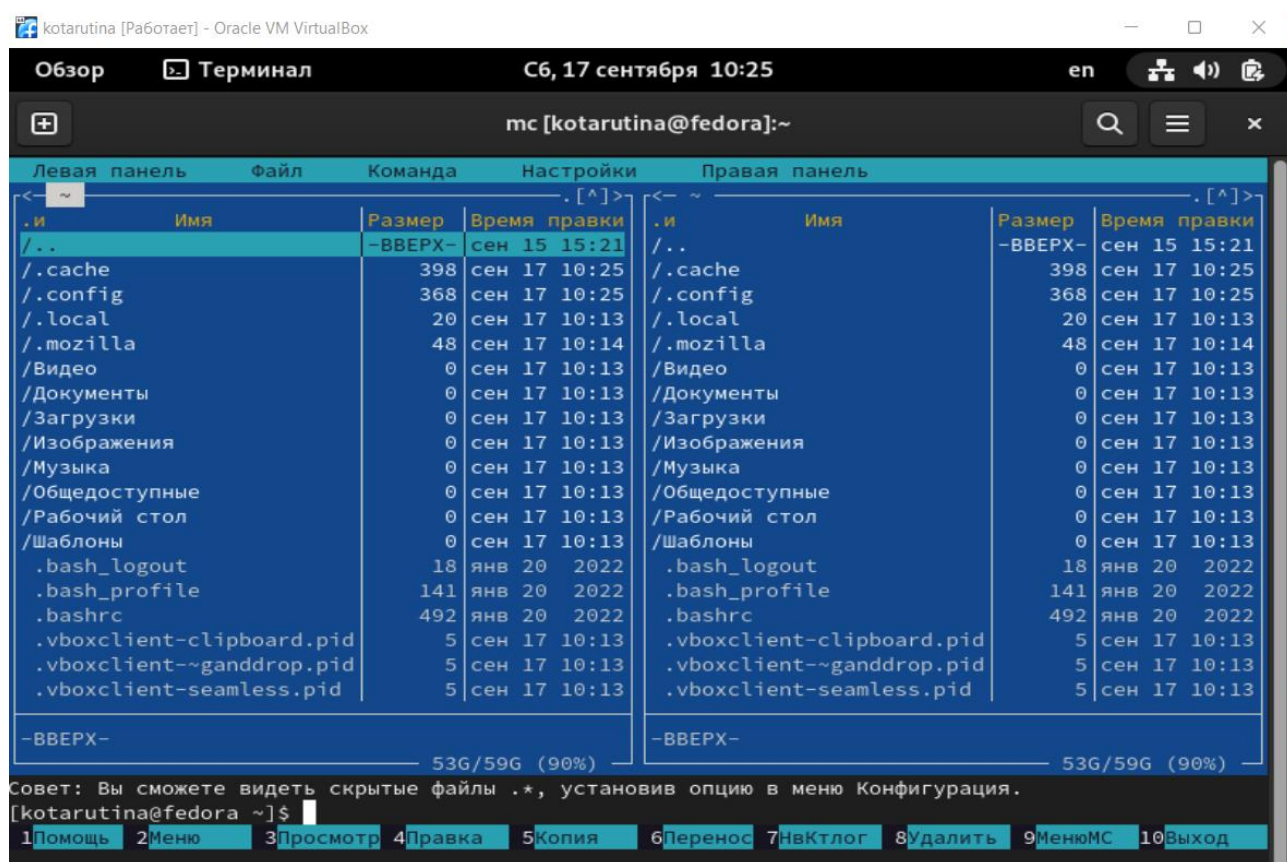 kotarutina [Работает] - Oracle VM VirtualBox
Обзор Терминал Сб, 17 сентября 10:25 en
mc [kotarutina@fedora]:~
Левая панель Файл Команда Настройки Правая панель
<— ~ .[^]> <— ~ .[^]>
.и Имя Размер Время правки .и Имя Размер Время правки
/.. -ВВЕРХ- сен 15 15:21 /.. -ВВЕРХ- сен 15 15:21
/.cache 398 сен 17 10:25 /.cache 398 сен 17 10:25
/.config 368 сен 17 10:25 /.config 368 сен 17 10:25
/.local 20 сен 17 10:13 /.local 20 сен 17 10:13
/.mozilla 48 сен 17 10:14 /.mozilla 48 сен 17 10:14
/Видео 0 сен 17 10:13 /Видео 0 сен 17 10:13
/Документы 0 сен 17 10:13 /Документы 0 сен 17 10:13
/Загрузки 0 сен 17 10:13 /Загрузки 0 сен 17 10:13
/Изображения 0 сен 17 10:13 /Изображения 0 сен 17 10:13
/Музыка 0 сен 17 10:13 /Музыка 0 сен 17 10:13
/Общедоступные 0 сен 17 10:13 /Общедоступные 0 сен 17 10:13
/Рабочий стол 0 сен 17 10:13 /Рабочий стол 0 сен 17 10:13
/Шаблоны 0 сен 17 10:13 /Шаблоны 0 сен 17 10:13
.bash_logout 18 янв 20 2022 .bash_logout 18 янв 20 2022
.bash_profile 141 янв 20 2022 .bash_profile 141 янв 20 2022
.bashrc 492 янв 20 2022 .bashrc 492 янв 20 2022
.vboxclient-clipboard.pid 5 сен 17 10:13 .vboxclient-clipboard.pid 5 сен 17 10:13
.vboxclient-~ganddrop.pid 5 сен 17 10:13 .vboxclient-~ganddrop.pid 5 сен 17 10:13
.vboxclient-seamless.pid 5 сен 17 10:13 .vboxclient-seamless.pid 5 сен 17 10:13
-ВВЕРХ- -ВВЕРХ-
53G/59G (90%) 53G/59G (90%)
Совет: Вы сможете видеть скрытые файлы .*, установив опцию в меню Конфигурация.
[kotarutina@fedora ~]$
1Помощь 2Меню 3Просмотр 4Правка 5Копия 6Перенос 7НвКтлог 8Удалить 9МенюMC 10Выход